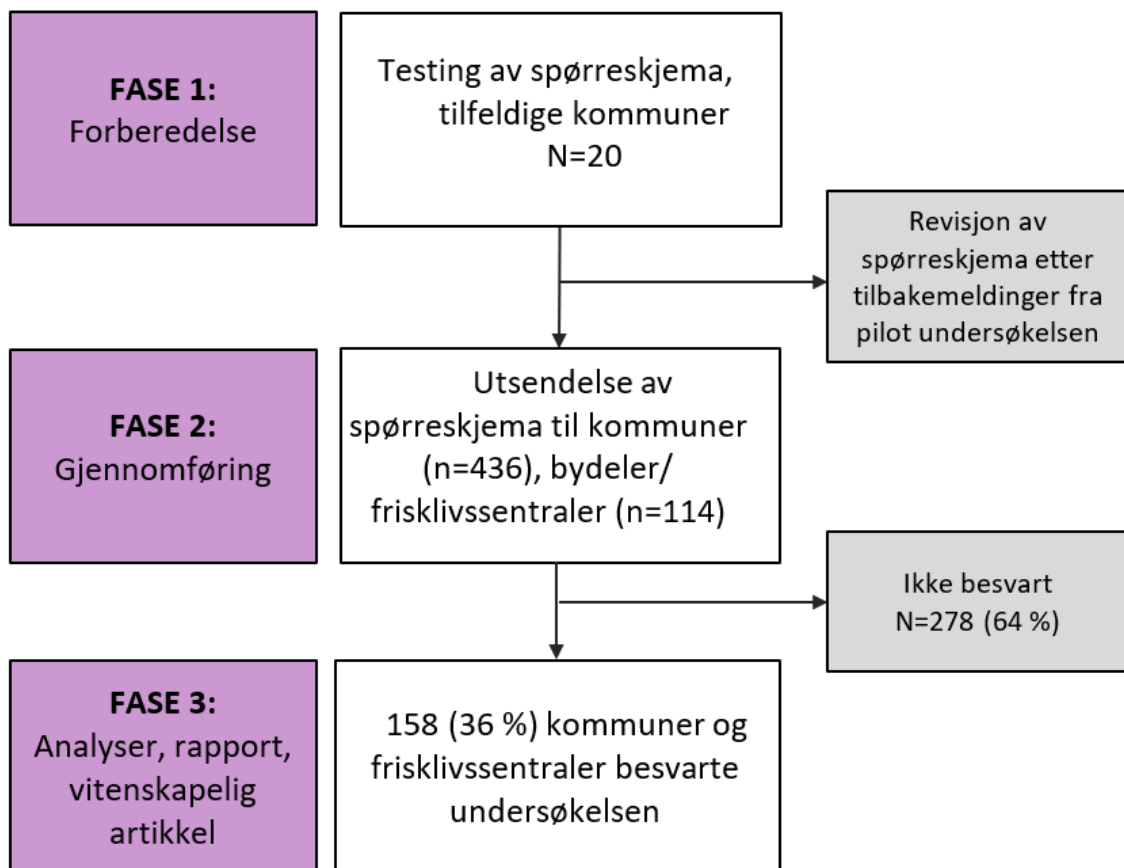 FASE 1:
Forberedelse
Testing av spørreskjema,
tilfeldige kommuner
N=20
Revisjon av
spørreskjema etter
tilbakemeldinger fra
pilot undersøkelsen
FASE 2:
Gjennomføring
Utsendelse av
spørreskjema til kommuner
(n=436), bydeler/
frisklivssentraler (n=114)
Ikke besvart
N=278 (64 %)
FASE 3:
Analyser, rapport,
vitenskapelig
artikkel
158 (36 %) kommuner og
frisklivssentraler besvarte
undersøkelsen